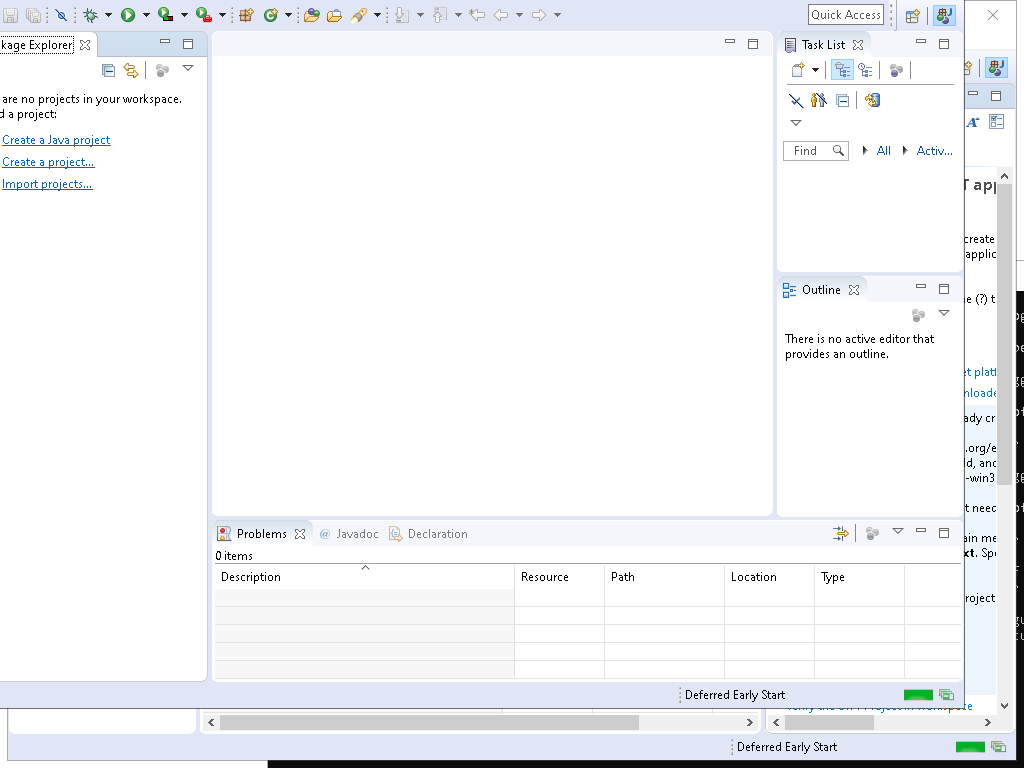 Quick Access
kage Explorer
are no projects in your workspace.
d a project:
Create a Java project
Create a project...
Import projects...
Task List
Find
All
Activ...
Outline
There is no active editor that
provides an outline.
Problems
Javadoc
Declaration
0 items
Description
Resource
Path
Location
Type
Deferred Early Start
T app
create
applic
e (?) t
et platf
nloade
ady cr
.org/e
ld, and
-win3
t need
ain me
xt. Spe
roject
Deferred Early Start